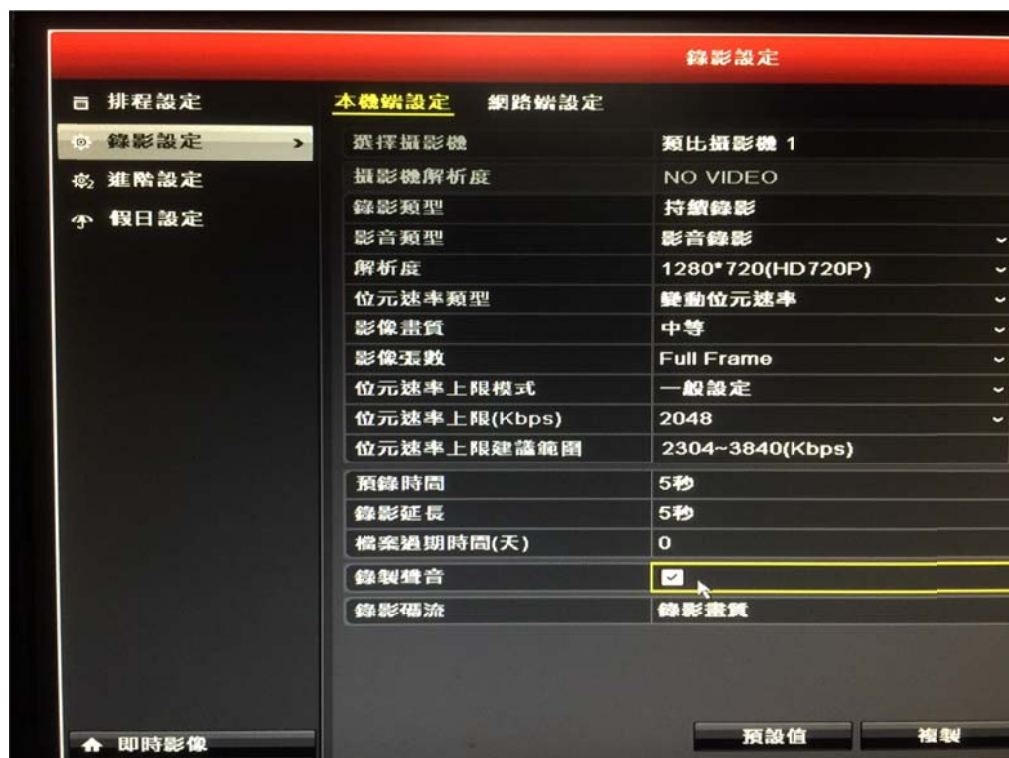 錄影設定
排程設定
錄影設定
進階設定
假日設定
本機端設定 網路端設定
選擇攝影機 類比攝影機 1
攝影機解析度 NO VIDEO
錄影類型 持續錄影
影音類型 影音錄影
解析度 1280*720(HD720P)
位元速率類型 變動位元速率
影像畫質 中等
影像張數 Full Frame
位元速率上限模式 一般設定
位元速率上限(Kbps) 2048
位元速率上限建議範圍 2304~3840(Kbps)
預錄時間 5秒
錄影延長 5秒
檔案過期時間(天) 0
錄製聲音
錄影碼流 錄影畫質
即時影像 預設值 複製